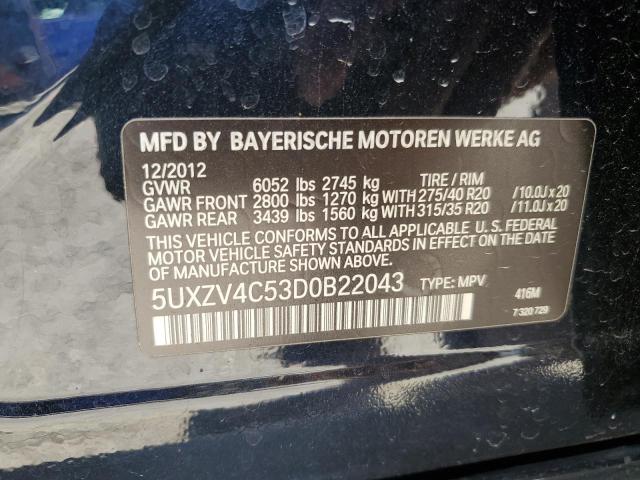 MFD BY BAYERISCHE MOTOREN WERKE AG
12/2012
GVWR 6052 lbs 2745 kg TIRE / RIM
GAWR FRONT 2800 lbs 1270 kg WITH 275/40 R20 /10.0J x 20
GAWR REAR 3439 lbs 1560 kg WITH 315/35 R20 /11.0J x 20
THIS VEHICLE CONFORMS TO ALL APPLICABLE U. S. FEDERAL
MOTOR VEHICLE SAFETY STANDARDS IN EFFECT ON THE DATE
OF MANUFACTURE SHOWN ABOVE.
5UXZV4C53D0B22043 TYPE: MPV 416M
7 320 729